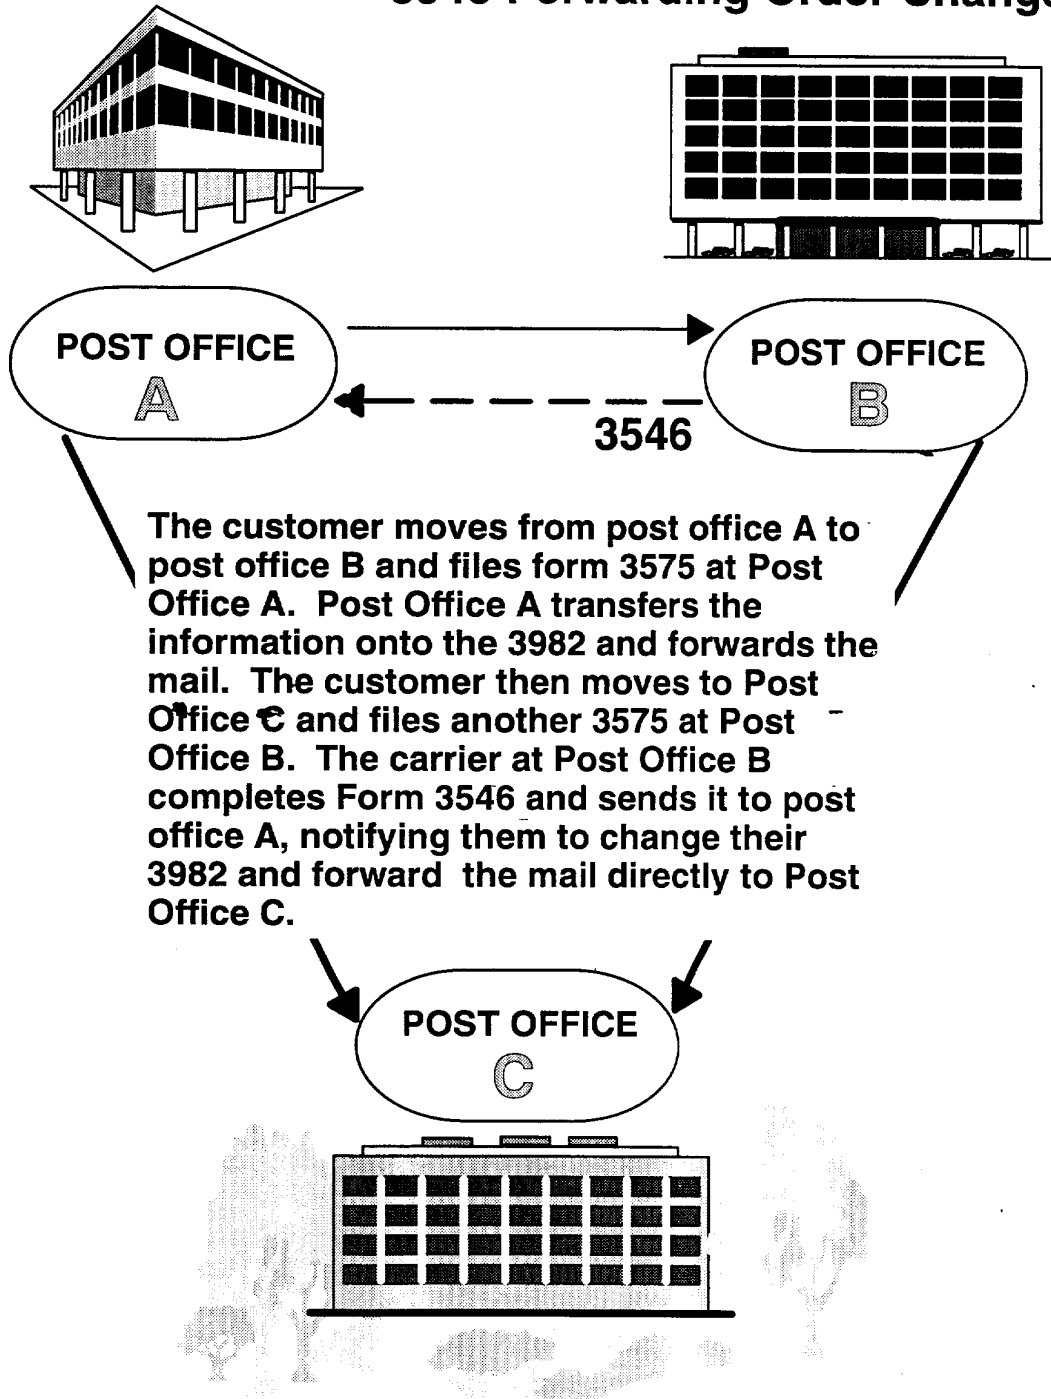 3546 Forwarding Order Change
POST OFFICE
A
POST OFFICE
B
3546
The customer moves from post office A to
post office B and files form 3575 at Post
Office A.  Post Office A transfers the
information onto the 3982 and forwards the
mail.  The customer then moves to Post
Office C and files another 3575 at Post
Office B.  The carrier at Post Office B
completes Form 3546 and sends it to post
office A, notifying them to change their
3982 and forward  the mail directly to Post
Office C.
POST OFFICE
C